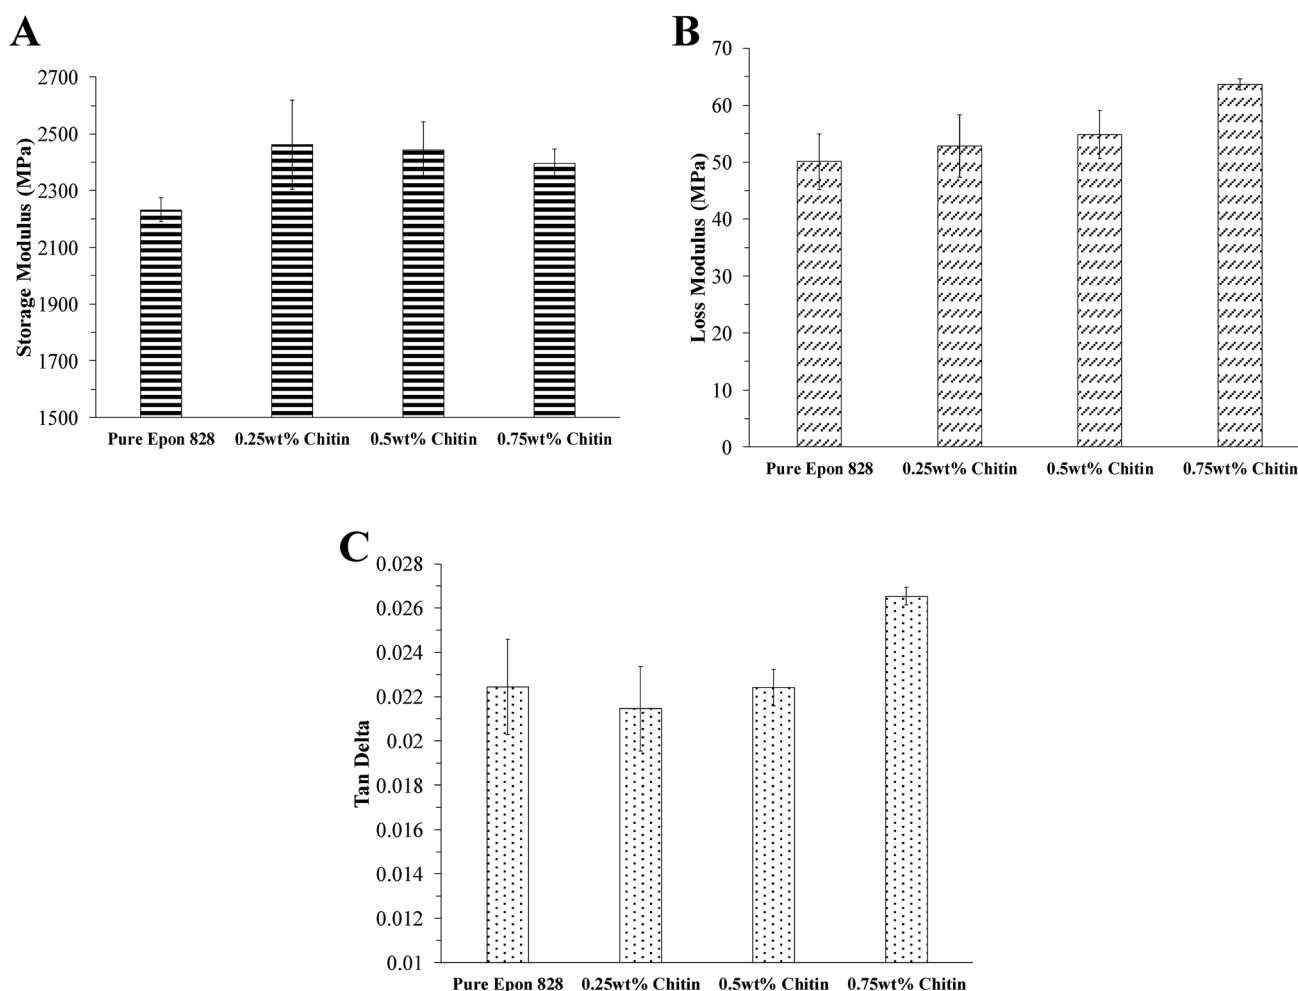 A
Storage Modulus (MPa)
2700
2500
2300
2100
1900
1700
1500
Pure Epon 828 0.25wt% Chitin 0.5wt% Chitin 0.75wt% Chitin
B
Loss Modulus (MPa)
70
60
50
40
30
20
10
0
Pure Epon 828 0.25wt% Chitin 0.5wt% Chitin 0.75wt% Chitin
C
Tan Delta
0.028
0.026
0.024
0.022
0.02
0.018
0.016
0.014
0.012
0.01
Pure Epon 828 0.25wt% Chitin 0.5wt% Chitin 0.75wt% Chitin